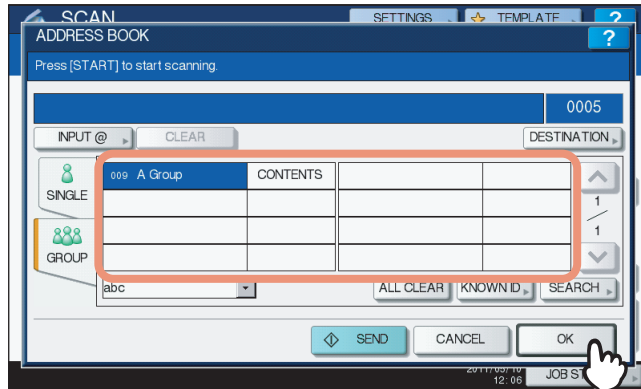 SCAN
SETTINGS
TEMPLATE
?
ADDRESS BOOK
?
Press [START] to start scanning.
0005
INPUT @
CLEAR
DESTINATION
SINGLE
009 A Group
CONTENTS
1
1
GROUP
abc
ALL CLEAR
KNOWN ID
SEARCH
SEND
CANCEL
OK
12:06
JOB ST